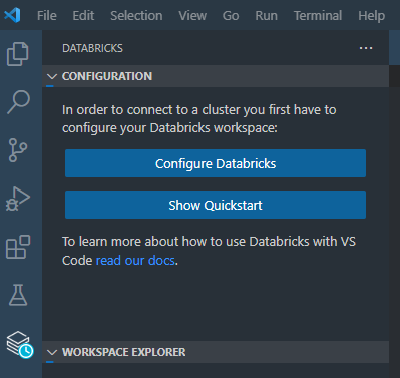 File Edit Selection View Go Run Terminal Help
DATABRICKS
CONFIGURATION
In order to connect to a cluster you first have to
configure your Databricks workspace:
Configure Databricks
Show Quickstart
To learn more about how to use Databricks with VS
Code read our docs.
WORKSPACE EXPLORER